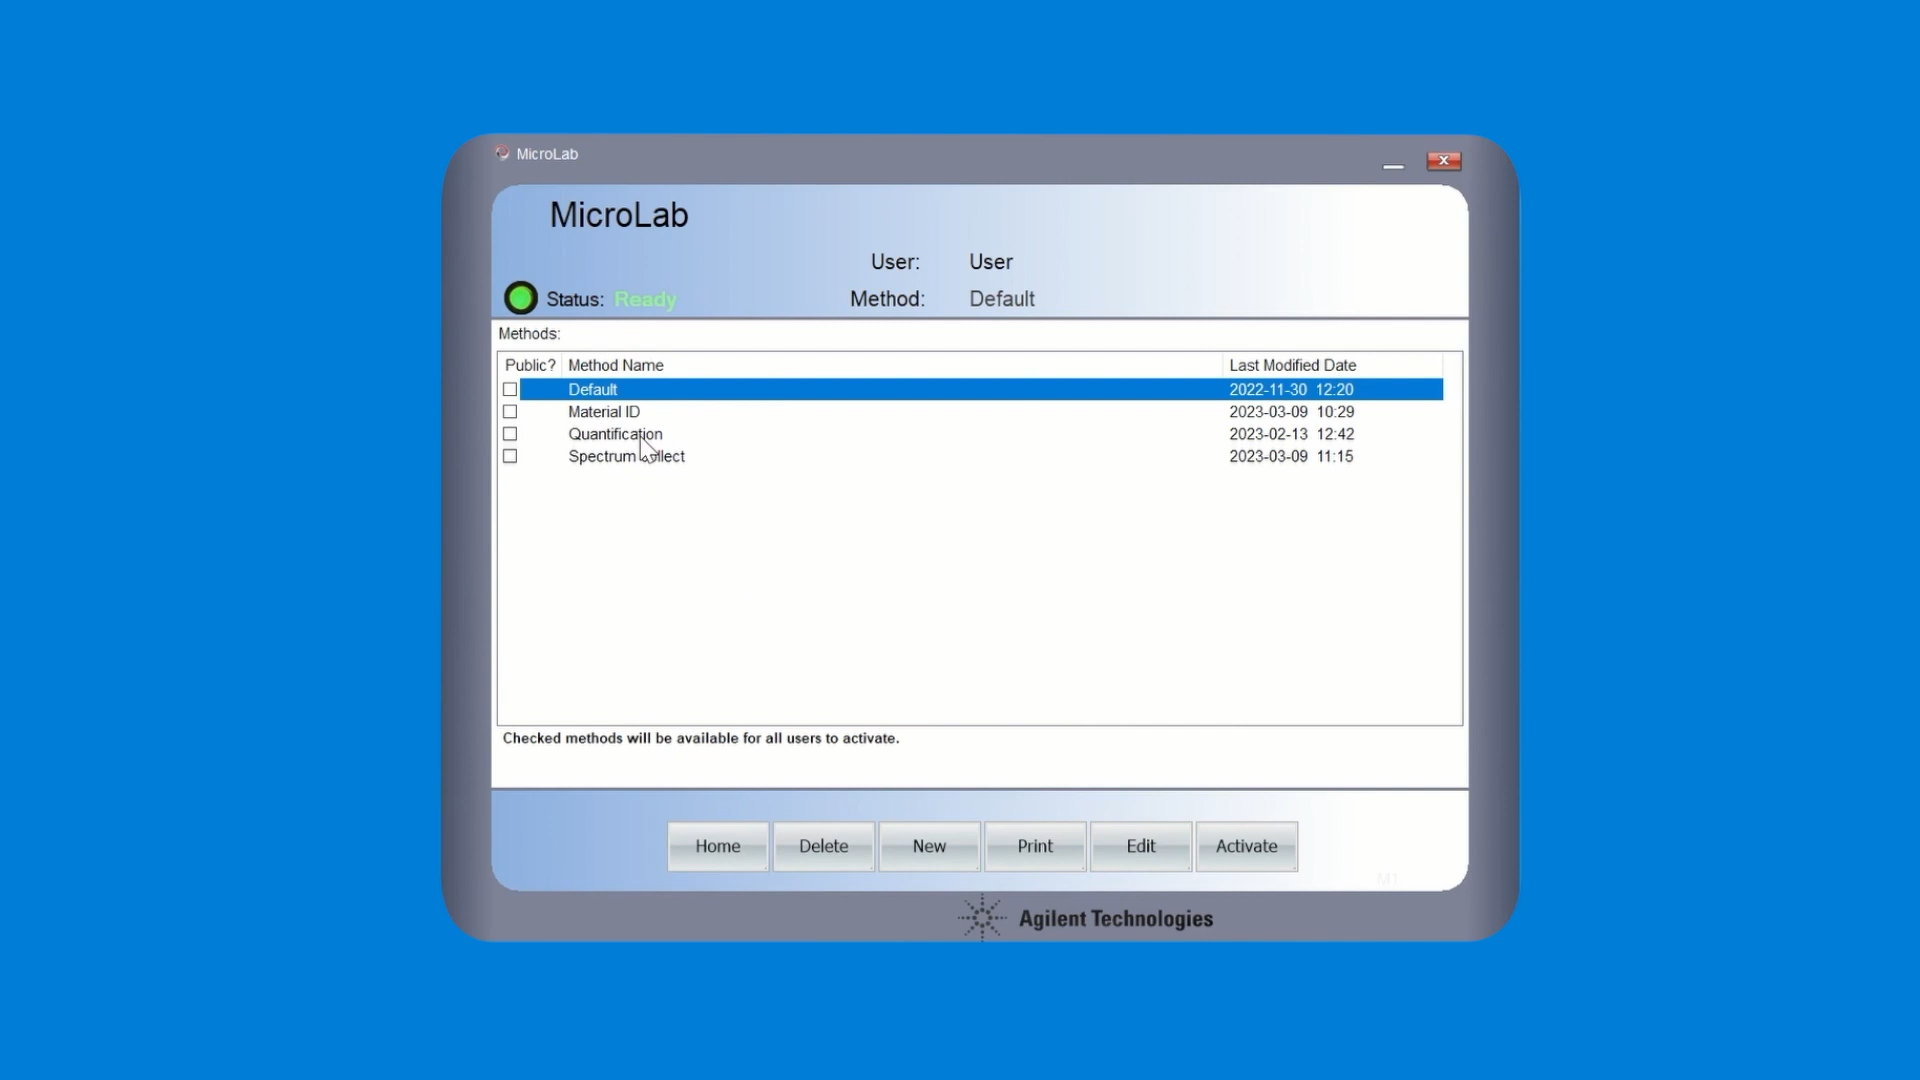 MicroLab
MicroLab
User: User
Status: Ready Method: Default
Methods:
Public? Method Name Last Modified Date
Default 2022-11-30 12:20
Material ID 2023-03-09 10:29
Quantification 2023-02-13 12:42
Spectrum 2023-03-09 11:15
Checked methods will be available for all users to activate.
Home Delete New Print Edit Activate
M1
Agilent Technologies